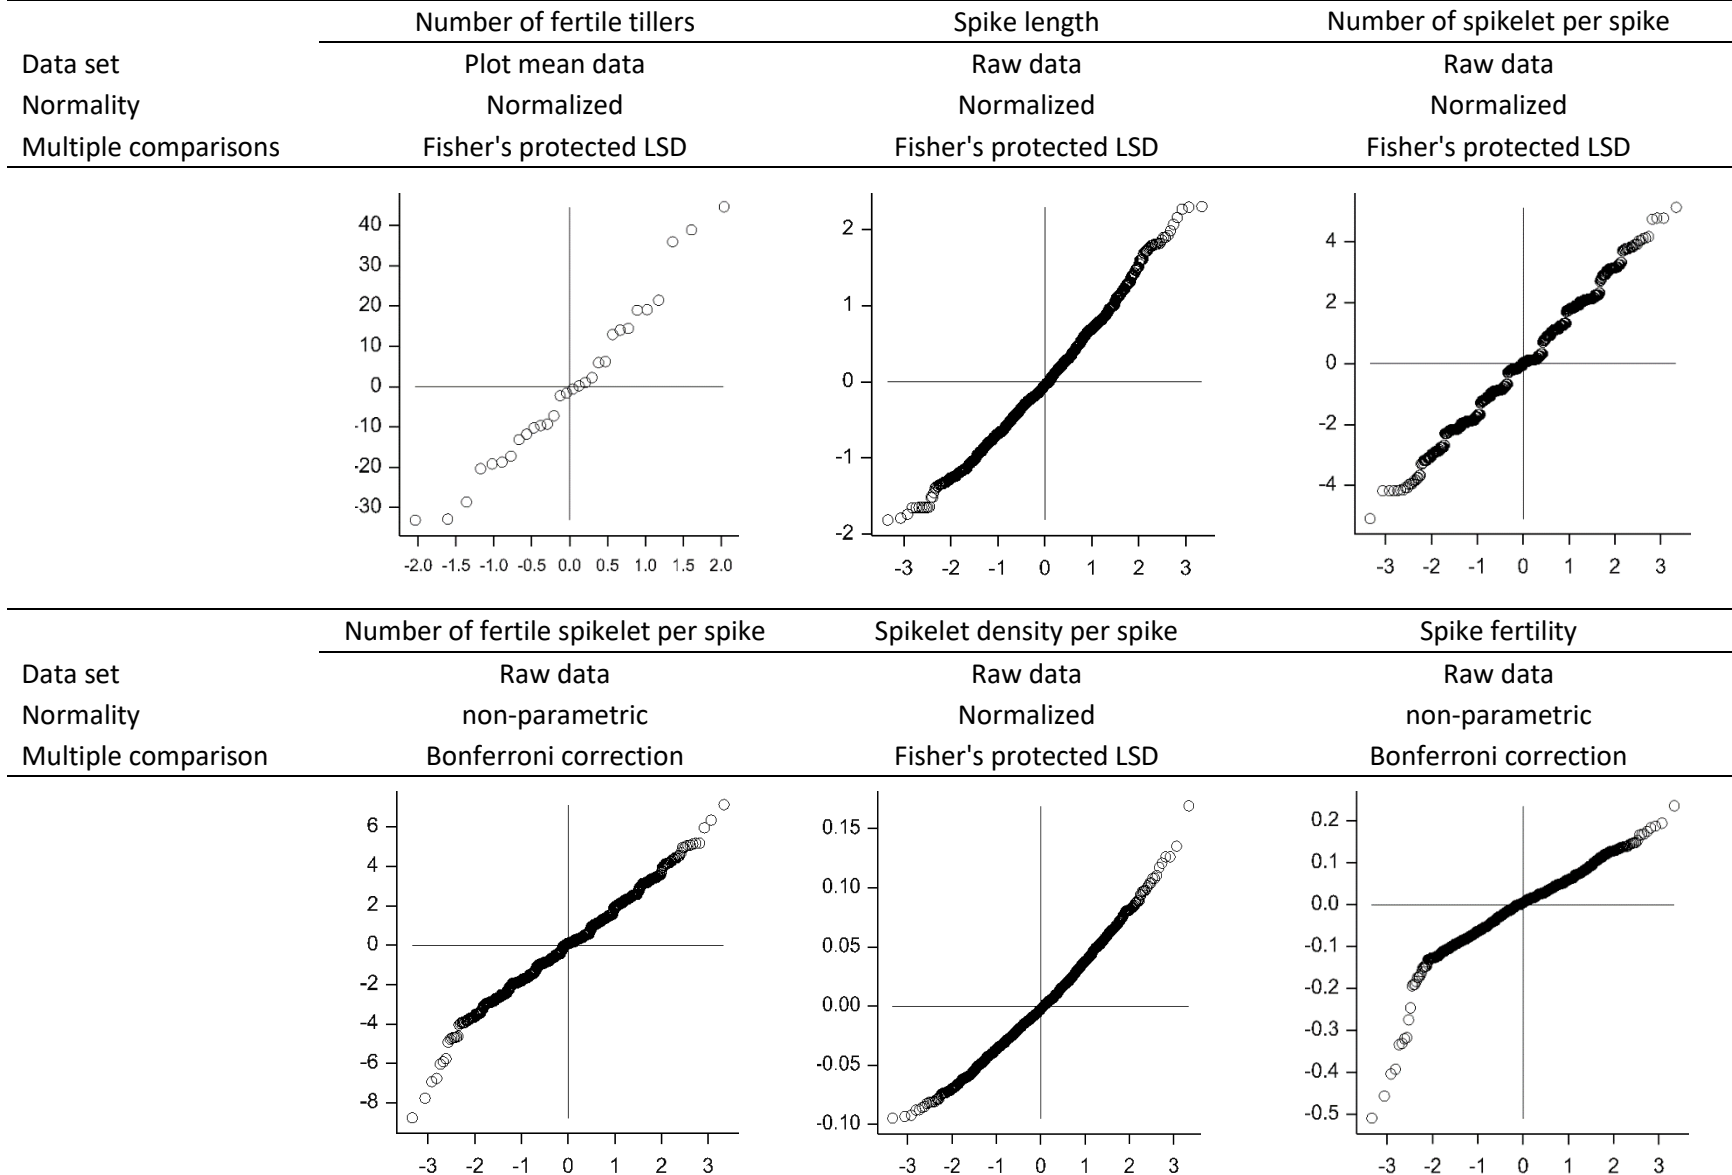 Number of fertile tillers Spike length Number of spikelet per spike
Data set Plot mean data Raw data Raw data
Normality Normalized Normalized Normalized
Multiple comparisons Fisher's protected LSD Fisher's protected LSD Fisher's protected LSD
40
30
20
10
0
-10
-20
-30
-2.0 -1.5 -1.0 -0.5 0.0 0.5 1.0 1.5 2.0
2
1
0
-1
-2
-3 -2 -1 0 1 2 3
4
2
0
-2
-4
-3 -2 -1 0 1 2 3
Number of fertile spikelet per spike Spikelet density per spike Spike fertility
Data set Raw data Raw data Raw data
Normality non-parametric Normalized non-parametric
Multiple comparison Bonferroni correction Fisher's protected LSD Bonferroni correction
6
4
2
0
-2
-4
-6
-8
-3 -2 -1 0 1 2 3
0.15
0.10
0.05
0.00
-0.05
-0.10
-3 -2 -1 0 1 2 3
0.2
0.1
0.0
-0.1
-0.2
-0.3
-0.4
-0.5
-3 -2 -1 0 1 2 3